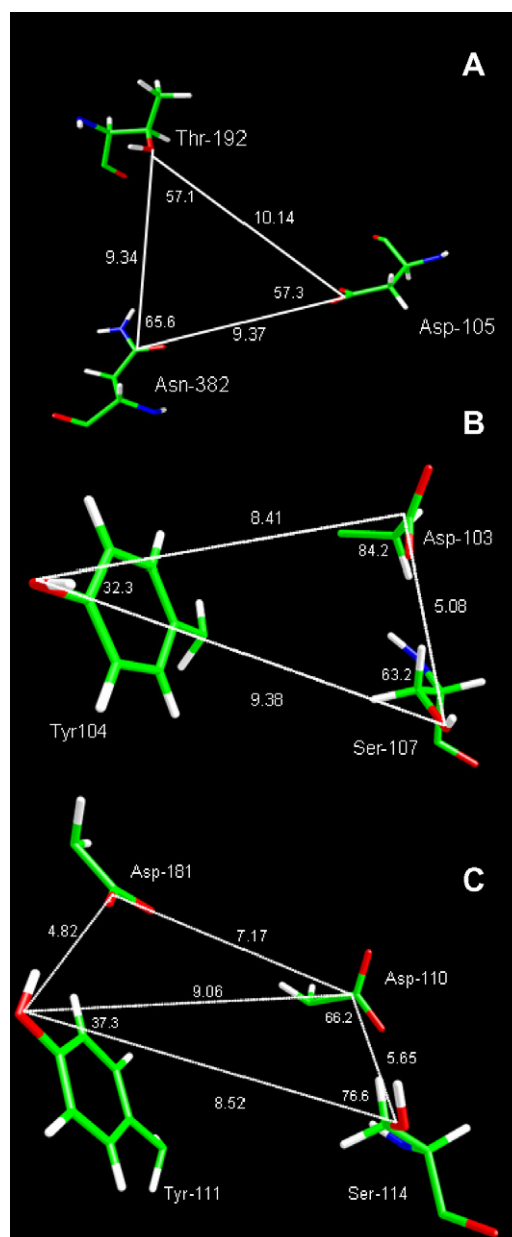 A
Thr-192
57.1
10.14
9.34
57.3
65.6
9.37
Asp-105
Asn-382
B
8.41
Asp-103
84.2
32.3
5.08
63.2
9.38
Tyr104
Ser-107
Asp-181
C
4.82
7.17
Asp-110
9.06
66.2
37.3
5.65
76.6
8.52
Tyr-111
Ser-114